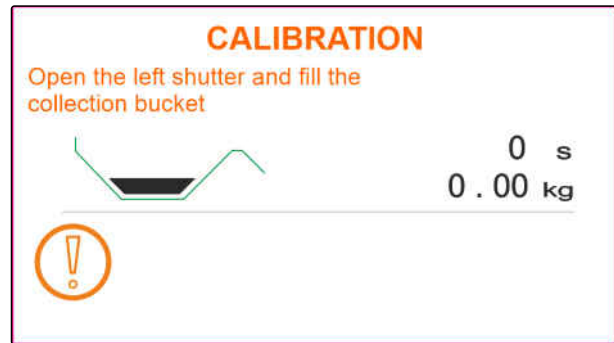 CALIBRATION
Open the left shutter and fill the
collection bucket
0 s
0 . 00 kg